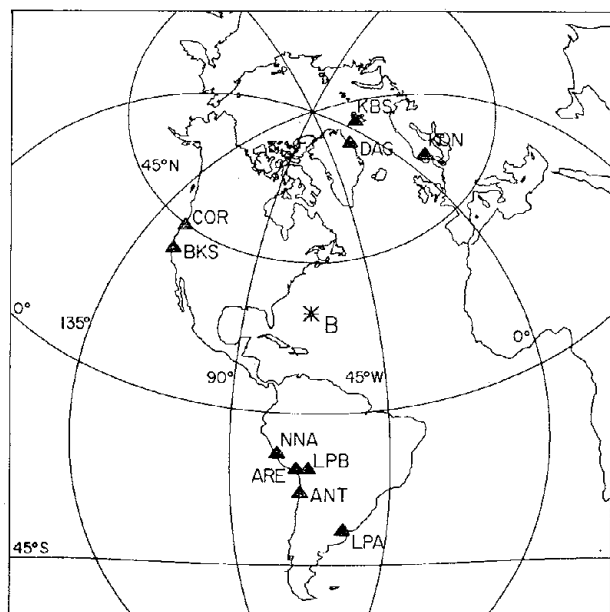 KBS
KON
DAG
45°N
COR
BKS
0°
135°
B
0°
90°
45°W
NNA
ARE
LPB
ANT
LPA
45°S